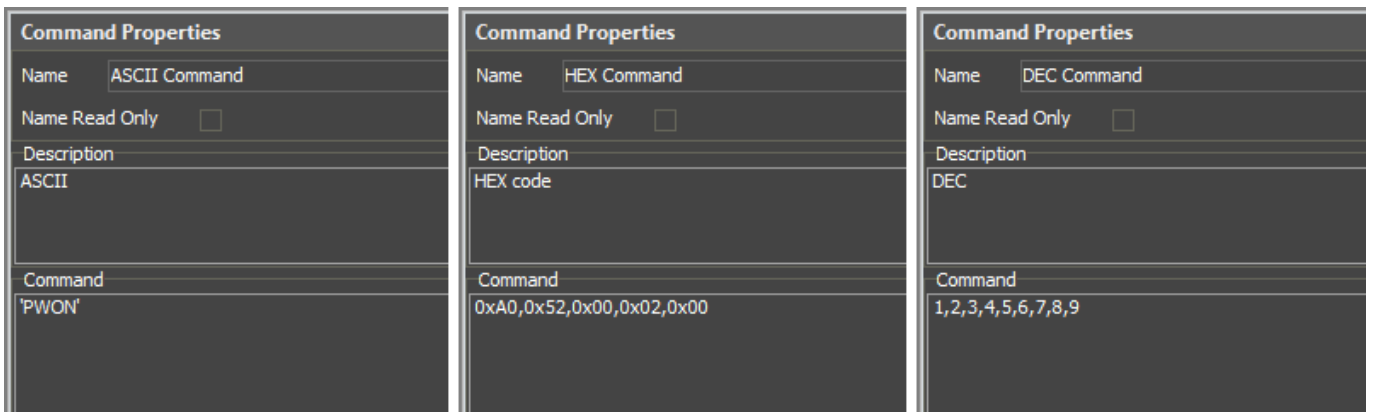 Command Properties
Name ASCII Command
Name Read Only
Description
ASCII
Command
'PWON'
Command Properties
Name HEX Command
Name Read Only
Description
HEX code
Command
0xA0,0x52,0x00,0x02,0x00
Command Properties
Name DEC Command
Name Read Only
Description
DEC
Command
1,2,3,4,5,6,7,8,9